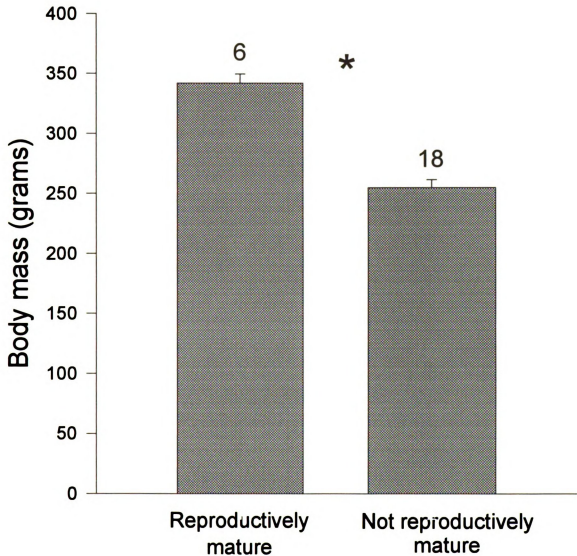 400
350
300
250
200
150
100
50
0
Body mass (grams)
6
*
18
Reproductively
mature
Not reproductively
mature